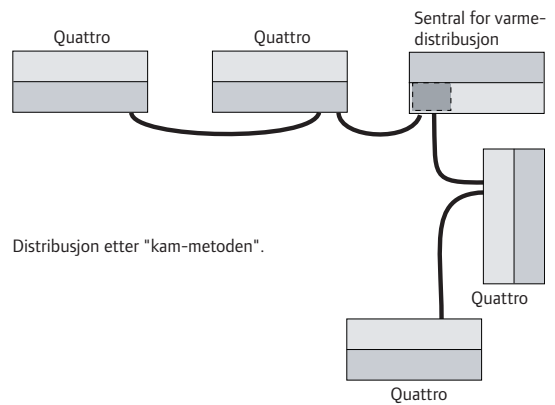 Quattro
Quattro
Sentral for varme-
distribusjon
Distribusjon etter "kam-metoden".
Quattro
Quattro